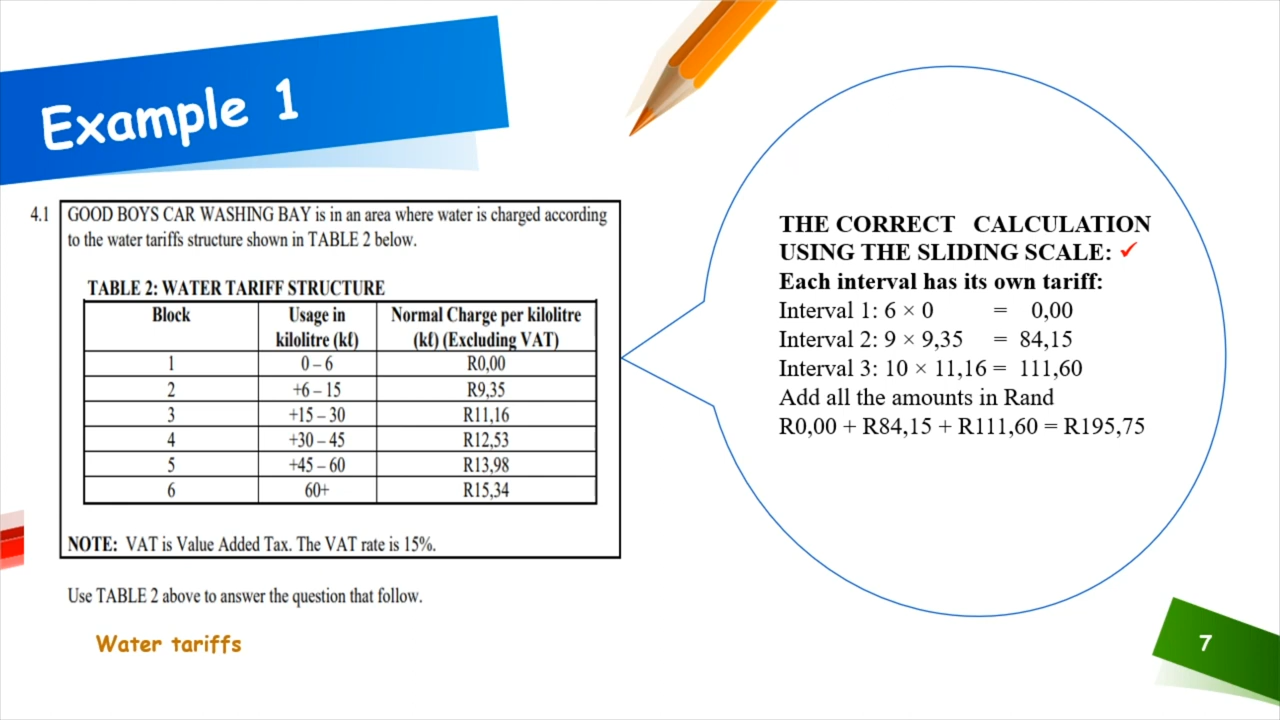 Example 1
4.1 GOOD BOYS CAR WASHING BAY is in an area where water is charged according
to the water tariffs structure shown in TABLE 2 below.
TABLE 2: WATER TARIFF STRUCTURE
Block Usage in kilolitre (kℓ) Normal Charge per kilolitre (kℓ) (Excluding VAT)
1 0 – 6 R0,00
2 +6 – 15 R9,35
3 +15 – 30 R11,16
4 +30 – 45 R12,53
5 +45 – 60 R13,98
6 60+ R15,34
NOTE: VAT is Value Added Tax. The VAT rate is 15%.
Use TABLE 2 above to answer the question that follow.
Water tariffs
THE CORRECT CALCULATION
USING THE SLIDING SCALE: ✓
Each interval has its own tariff:
Interval 1: 6 × 0 = 0,00
Interval 2: 9 × 9,35 = 84,15
Interval 3: 10 × 11,16 = 111,60
Add all the amounts in Rand
R0,00 + R84,15 + R111,60 = R195,75
7